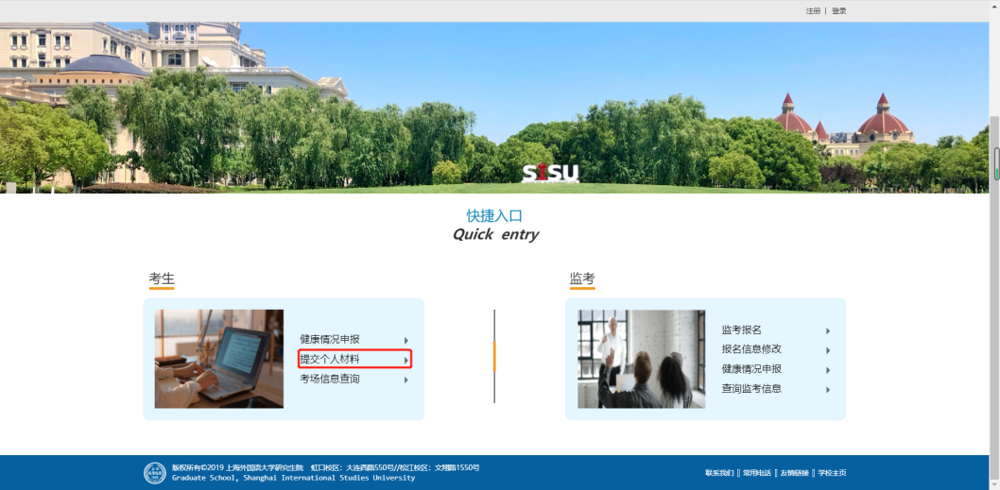 注册 | 登录
SISU
快捷入口
Quick entry
考生
健康情况申报
提交个人材料
考场信息查询
监考
监考报名
报名信息修改
健康情况申报
查询监考信息
版权所有©2019 上海外国语大学研究生院 虹口校区：大连西路550号//松江校区：文翔路1550号
Graduate School, Shanghai International Studies University
联系我们 || 常用电话 || 友情链接 || 学校主页